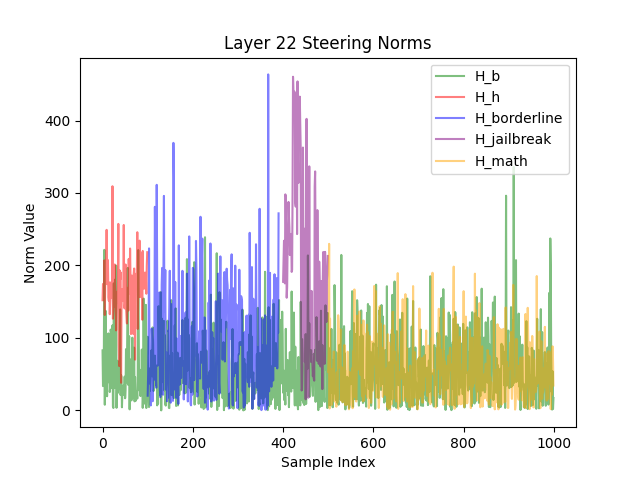 Layer 22 Steering Norms
H_b
H_h
H_borderline
H_jailbreak
H_math
Norm Value
400
300
200
100
0
0 200 400 600 800 1000
Sample Index